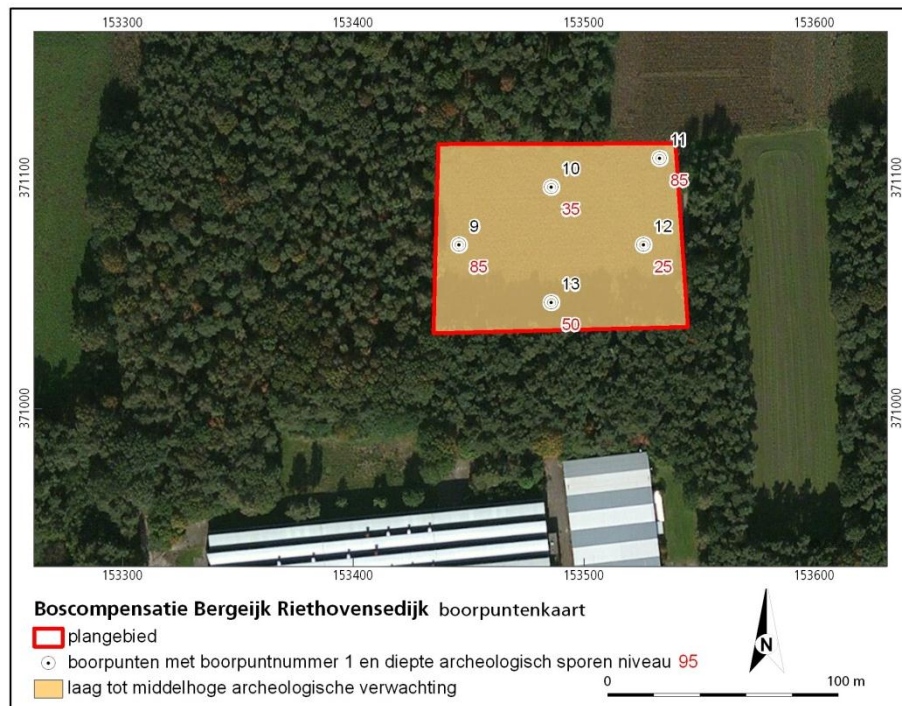 153300 153400 153500 153600
371100 371100
11
10
85
35
9 12
85 25
13
50
371000 371000
153300 153400 153500 153600
Boscompensatie Bergeijk Riethovensedijk boorpuntenkaart
plangebied
boorpunten met boorpuntnummer 1 en diepte archeologisch sporen niveau 95
laag tot middelhoge archeologische verwachting
N
0 100 m